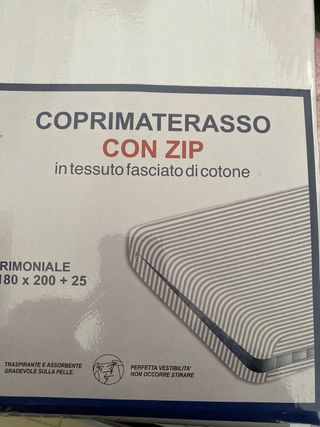 COPRIMATERASSO
CON ZIP
in tessuto fasciato di cotone
RIMONIALE
180 x 200 + 25
TRASPIRANTE E ASSORBENTE
GRADEVOLE SULLA PELLE.
PERFETTA VESTIBILITA'
NON OCCORRE STIRARE